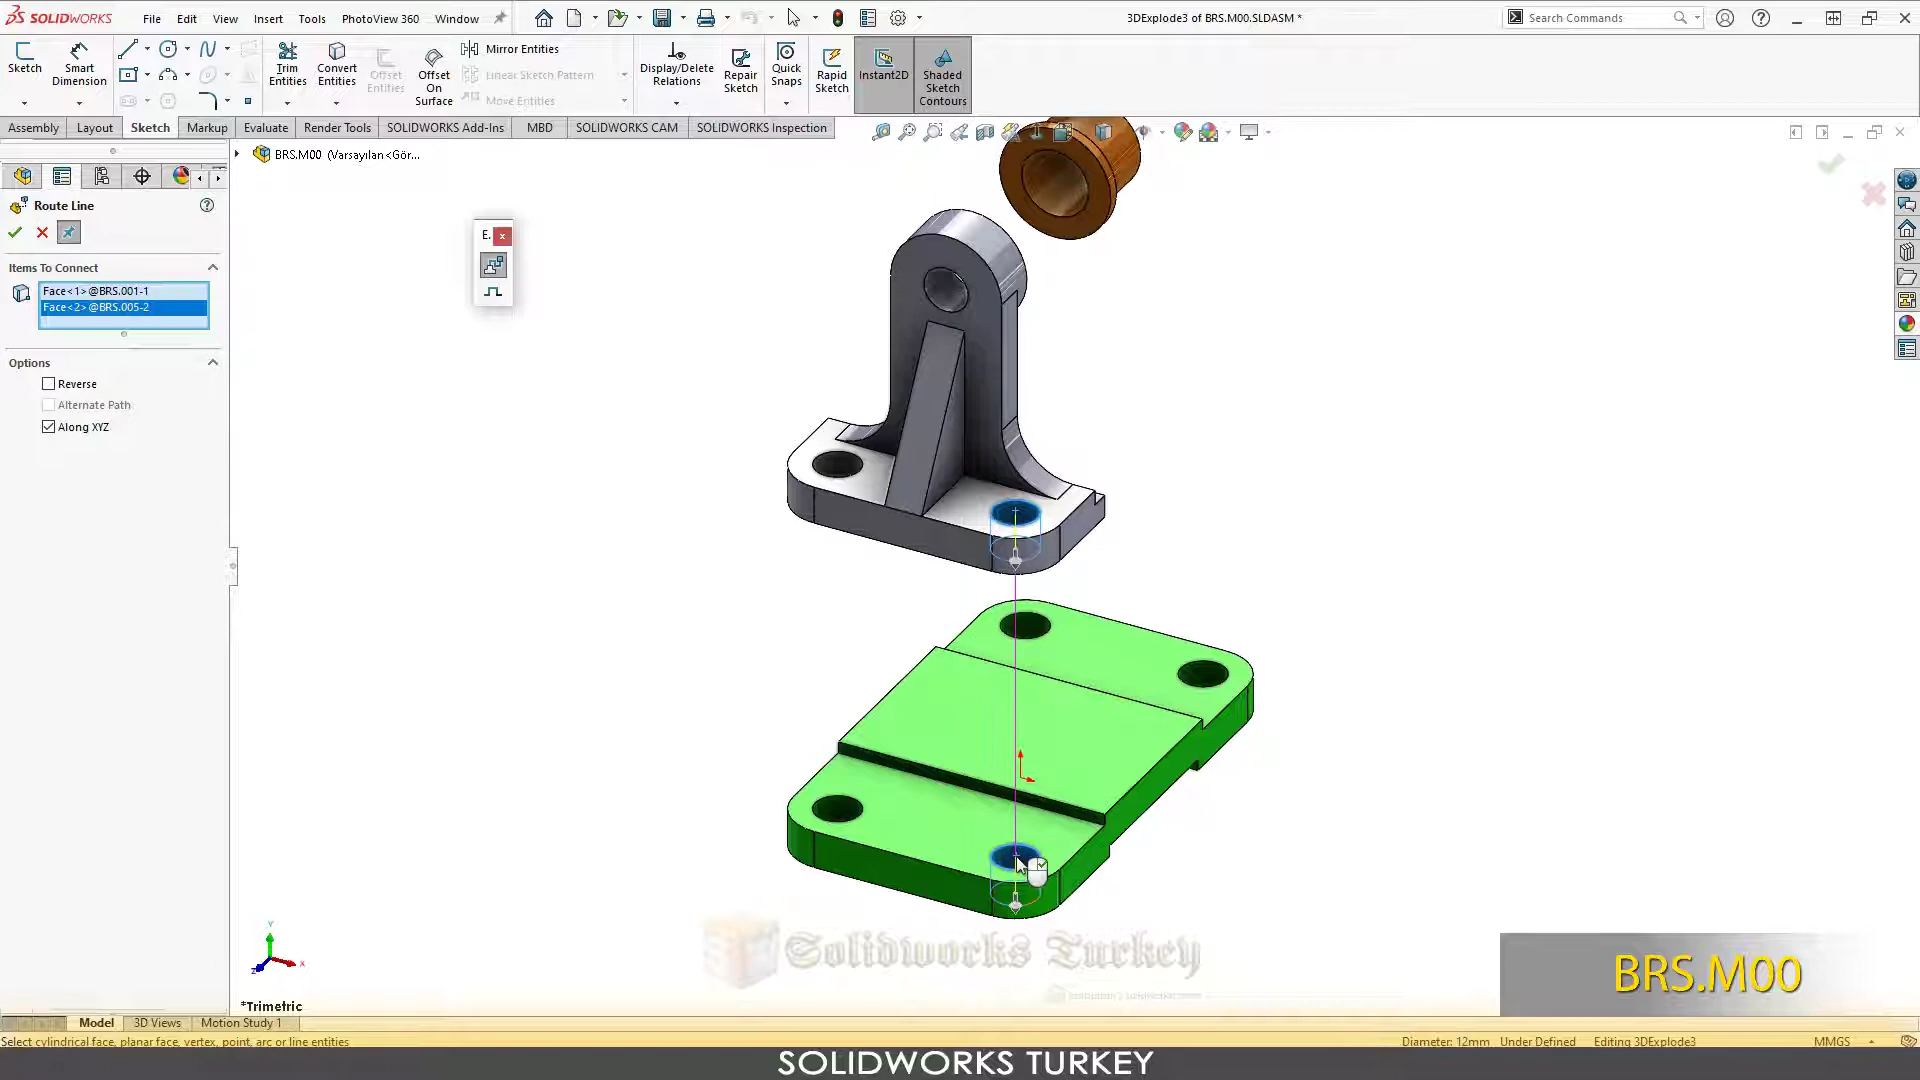 SOLIDWORKS File Edit View Insert Tools PhotoView 360 Window 3DExplode3 of BRS.M00.SLDASM * Search Commands
Sketch
Smart Dimension
Trim Entities
Convert Entities
Offset Entities
Offset On Surface
Mirror Entities
Linear Sketch Pattern
Move Entities
Display/Delete Relations
Repair Sketch
Quick Snaps
Rapid Sketch
Instant2D
Shaded Sketch Contours
Assembly Layout Sketch Markup Evaluate Render Tools SOLIDWORKS Add-Ins MBD SOLIDWORKS CAM SOLIDWORKS Inspection
BRS.M00 (Varsayılan<Gör...
Route Line
E.
Items To Connect
Face<1>@BRS.001-1
Face<2>@BRS.005-2
Options
Reverse
Alternate Path
Along XYZ
Solidworks Turkey
BRS.M00
Y
X
Z
*Trimetric
Model 3D Views Motion Study 1
Select cylindrical face, planar face, vertex, point, arc or line entities Diameter: 12mm Under Defined Editing 3DExplode3 MMGS
SOLIDWORKS TURKEY